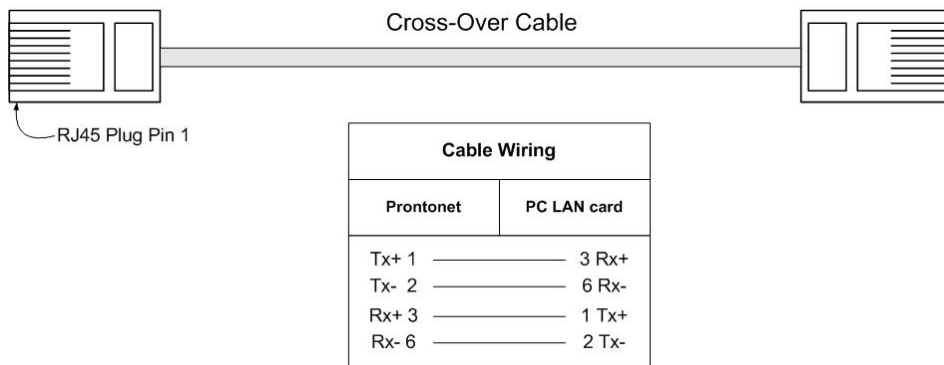 Cross-Over Cable
RJ45 Plug Pin 1
Cable Wiring
Prontonet PC LAN card
Tx+ 1 3 Rx+
Tx- 2 6 Rx-
Rx+ 3 1 Tx+
Rx- 6 2 Tx-